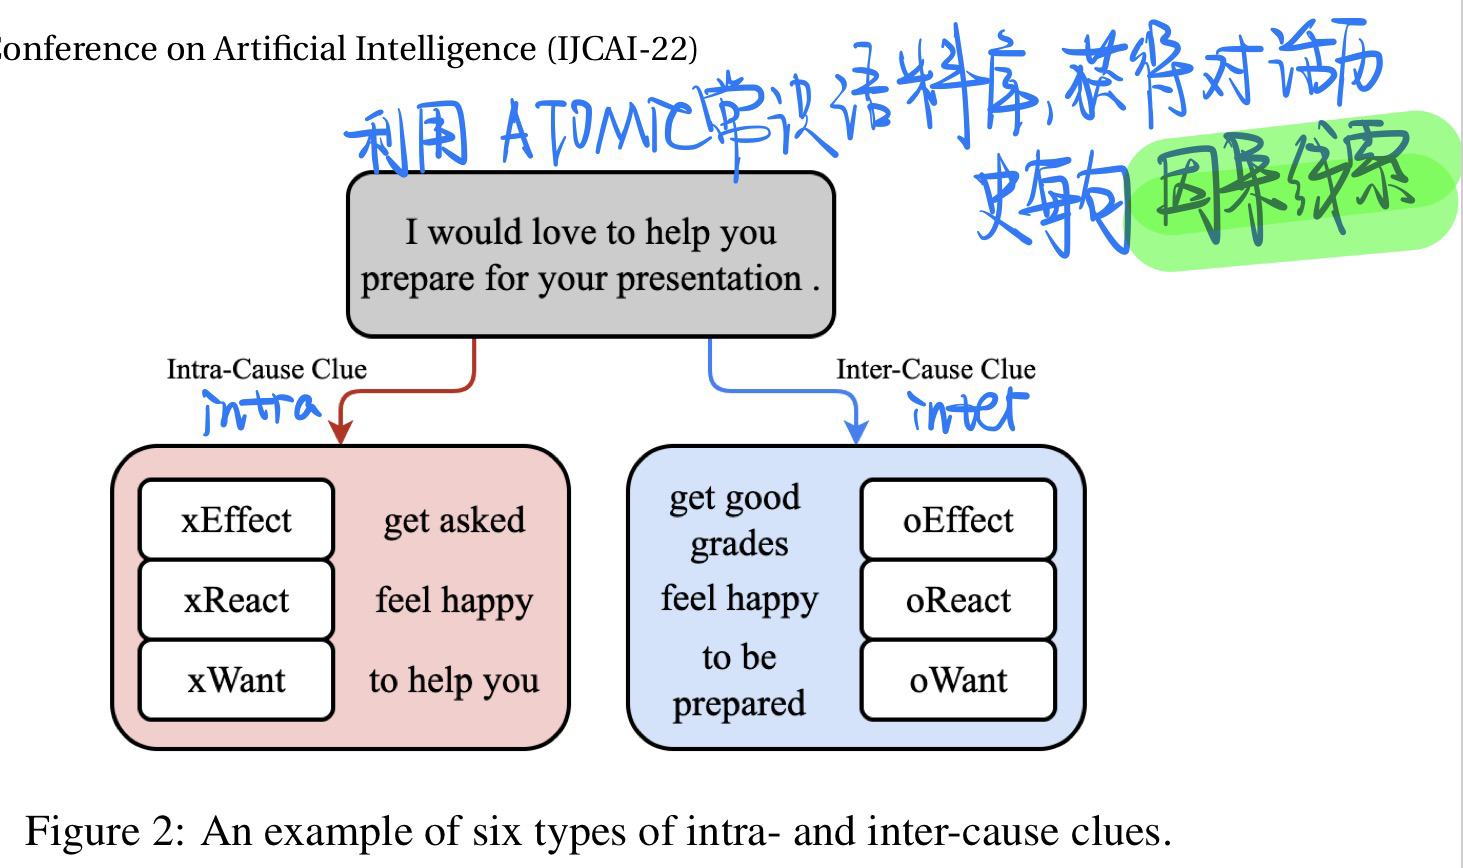 onference on Artificial Intelligence (IJCAI-22)
利用 ATOMIC常识语料库,获得对话历
史每句因果线索
I would love to help you
prepare for your presentation .
Intra-Cause Clue
intra
Inter-Cause Clue
inter
xEffect get asked
xReact feel happy
xWant to help you
get good
grades
oEffect
feel happy
oReact
to be
prepared
oWant
Figure 2: An example of six types of intra- and inter-cause clues.